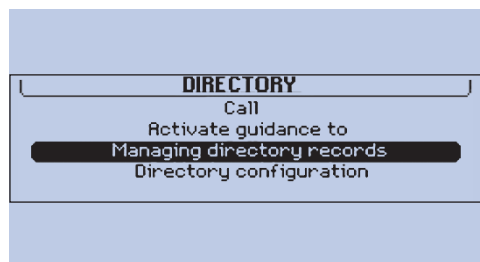 DIRECTORY
Call
Activate guidance to
Managing directory records
Directory configuration